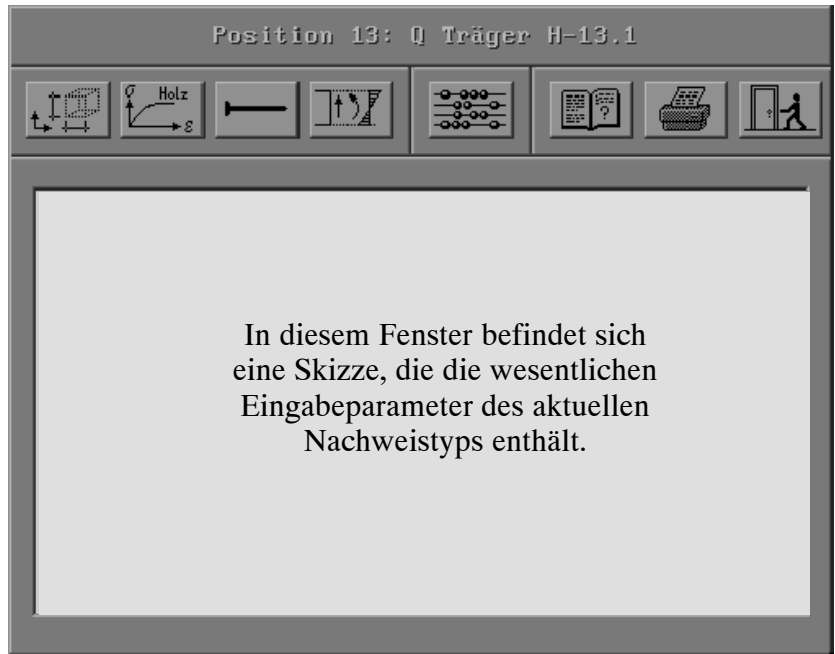 Position 13: Q Träger H-13.1
σ Holz
ε
?
In diesem Fenster befindet sich
eine Skizze, die die wesentlichen
Eingabeparameter des aktuellen
Nachweistyps enthält.